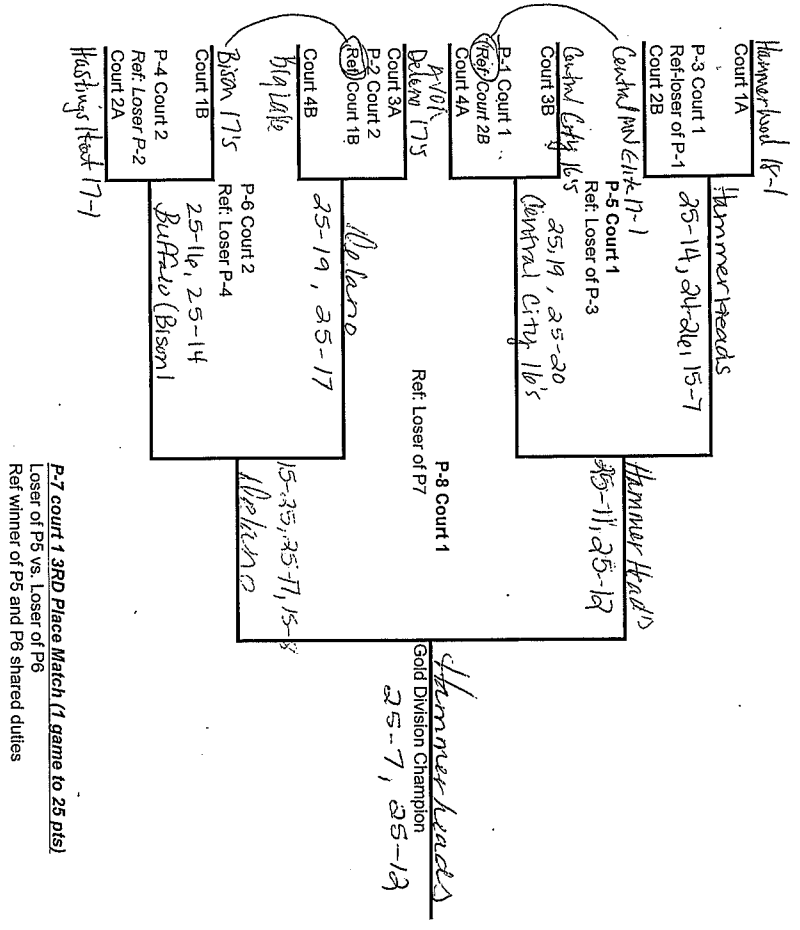 Hammerhead 18-1
Court 1A
P-3 Court 1
Ref-loser of P-1
Court 2B
Central MN Elite 17-1
Hammerheads
25-14, 24-26, 15-7
Central City 16's
Court 3B
P-1 Court 1
Ref: Court 2B
Court 4A
Avon
P-5 Court 1
Ref: Loser of P-3
25,19, 25-20
Central City 16's
Hammer Head's
25-11, 25-12
Delano 17's
Court 3A
P-2 Court 2
Ref: Court 1B
Court 4B
Big Lake
Delano
25-19, 25-17
P-8 Court 1
Ref: Loser of P7
Bison 17's
Court 1B
P-4 Court 2
Ref: Loser P-2
Court 2A
Hastings Heat 17-1
P-6 Court 2
Ref: Loser P-4
25-16, 25-14
Buffalo (Bison)
15-25, 25-17, 15-8
Delano
Hammerheads
Gold Division Champion
25-7, 25-12
P-7 court 1 3RD Place Match (1 game to 25 pts)
Loser of P5 vs. Loser of P6
Ref winner of P5 and P6 shared duties